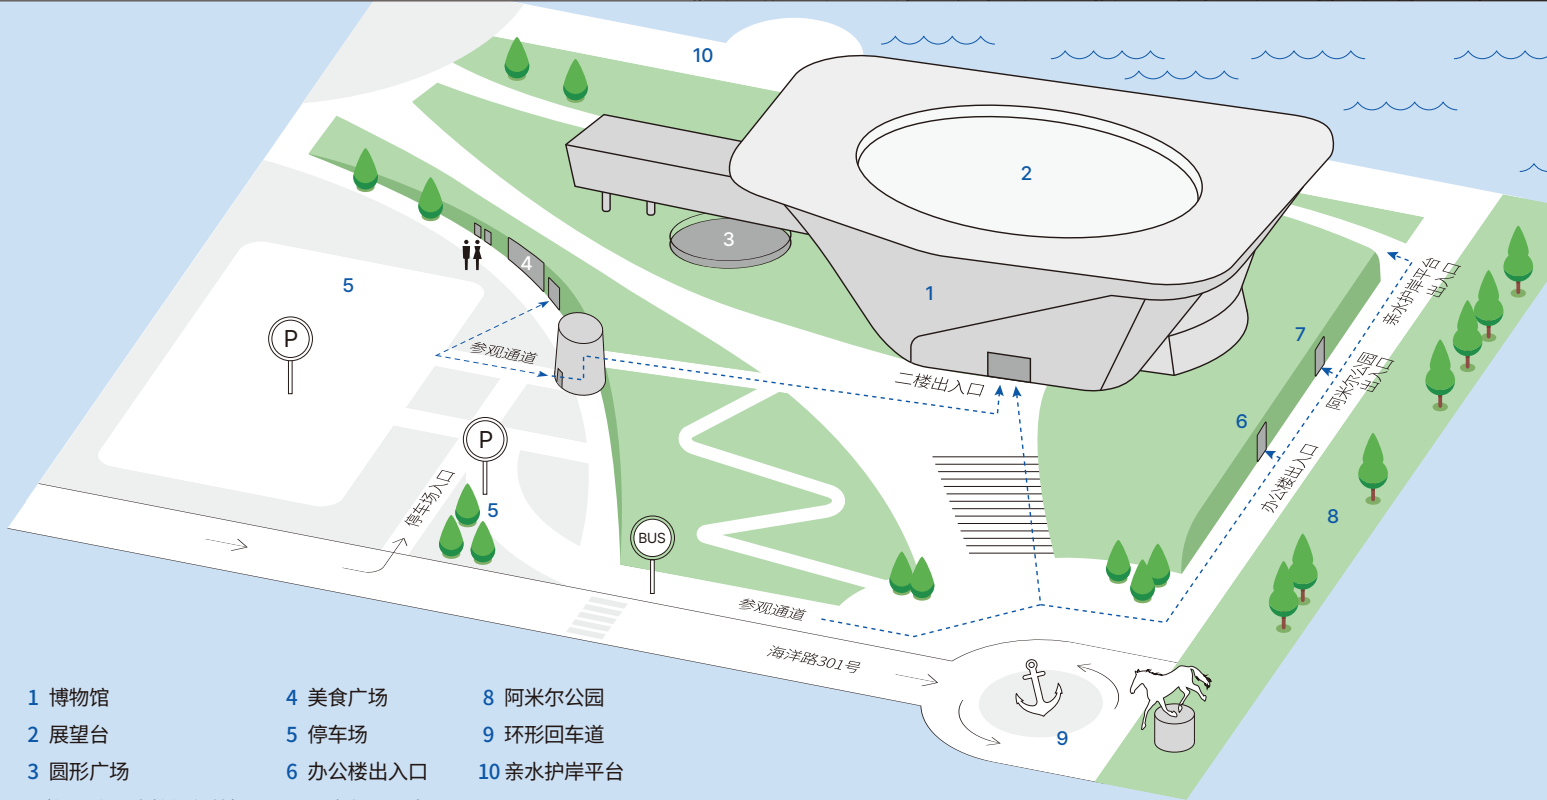 10
2
3
4
5
1
7
6
5
8
9
P
P
BUS
参观通道
二楼出入口
亲水护岸平台
出入口
阿米尔公园
出入口
办公楼出入口
停车场入口
参观通道
海洋路301号
1 博物馆
2 展望台
3 圆形广场
4 美食广场
5 停车场
6 办公楼出入口
8 阿米尔公园
9 环形回车道
10 亲水护岸平台